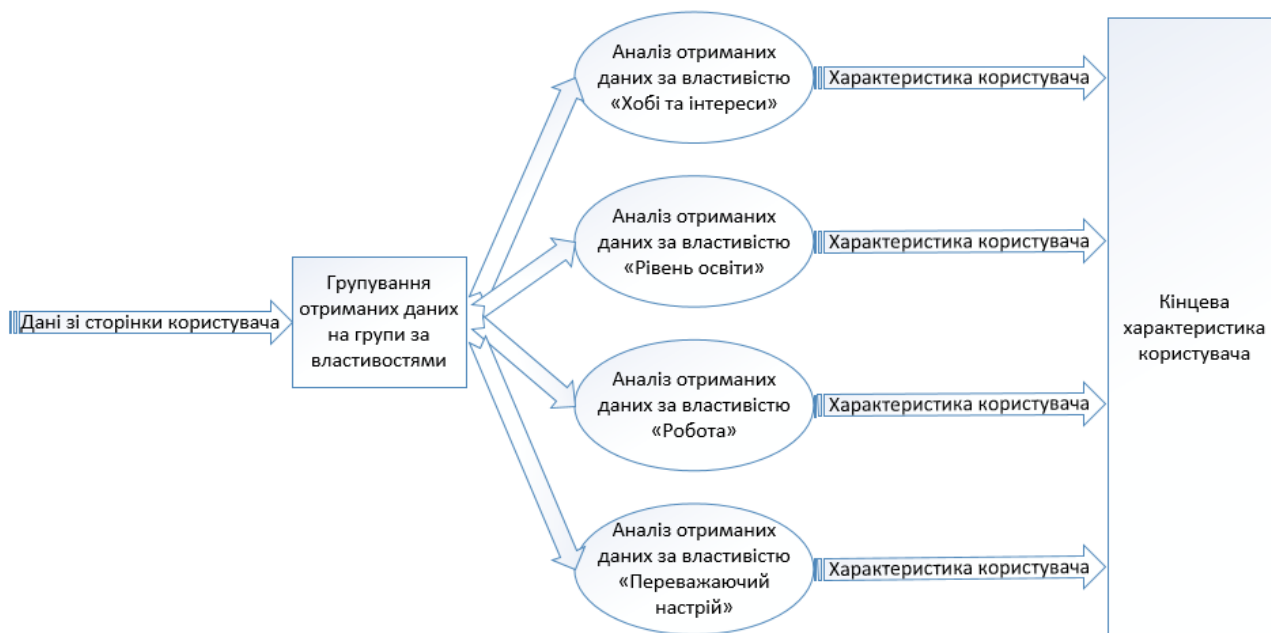 Дані зі сторінки користувача
Групування
отриманих даних
на групи за
властивостями
Аналіз отриманих
даних за властивістю
«Хобі та інтереси»
Характеристика користувача
Аналіз отриманих
даних за властивістю
«Рівень освіти»
Характеристика користувача
Аналіз отриманих
даних за властивістю
«Робота»
Характеристика користувача
Аналіз отриманих
даних за властивістю
«Переважаючий
настрій»
Характеристика користувача
Кінцева
характеристика
користувача